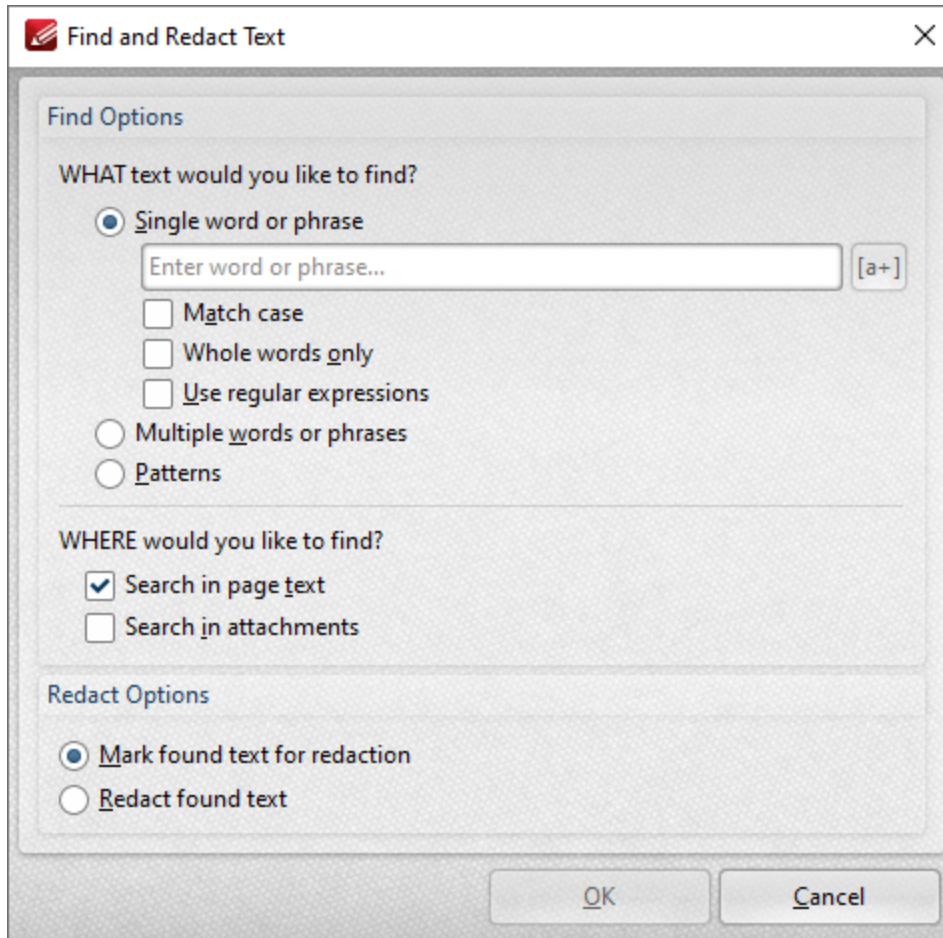 Find and Redact Text
Find Options
WHAT text would you like to find?
Single word or phrase
Enter word or phrase... [a+]
Match case
Whole words only
Use regular expressions
Multiple words or phrases
Patterns
WHERE would you like to find?
Search in page text
Search in attachments
Redact Options
Mark found text for redaction
Redact found text
OK Cancel